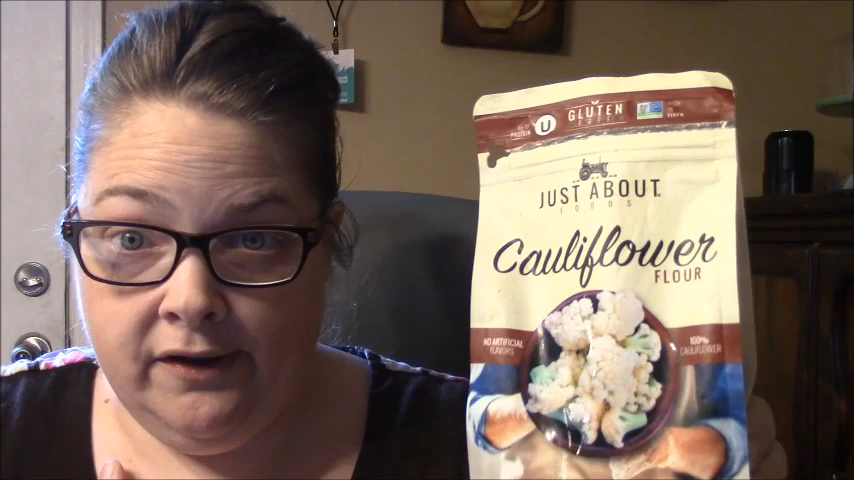 PROTEIN
U
GLUTEN
FREE
FIBER
JUST ABOUT
FOODS
Cauliflower
FLOUR
NO ARTIFICIAL
FLAVORS
100%
CAULIFLOWER